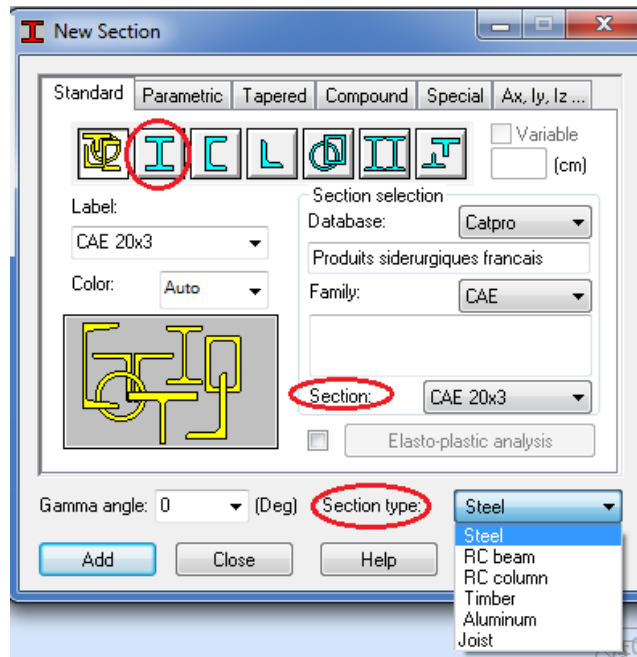 New Section
Standard Parametric Tapered Compound Special Ax, Iy, Iz ...
Variable
(cm)
Label:
CAE 20x3
Color: Auto
Section selection
Database: Catpro
Produits siderurgiques francais
Family: CAE
Section: CAE 20x3
Elasto-plastic analysis
Gamma angle: 0 (Deg) Section type: Steel
Steel
RC beam
RC column
Timber
Aluminum
Joist
Add Close Help